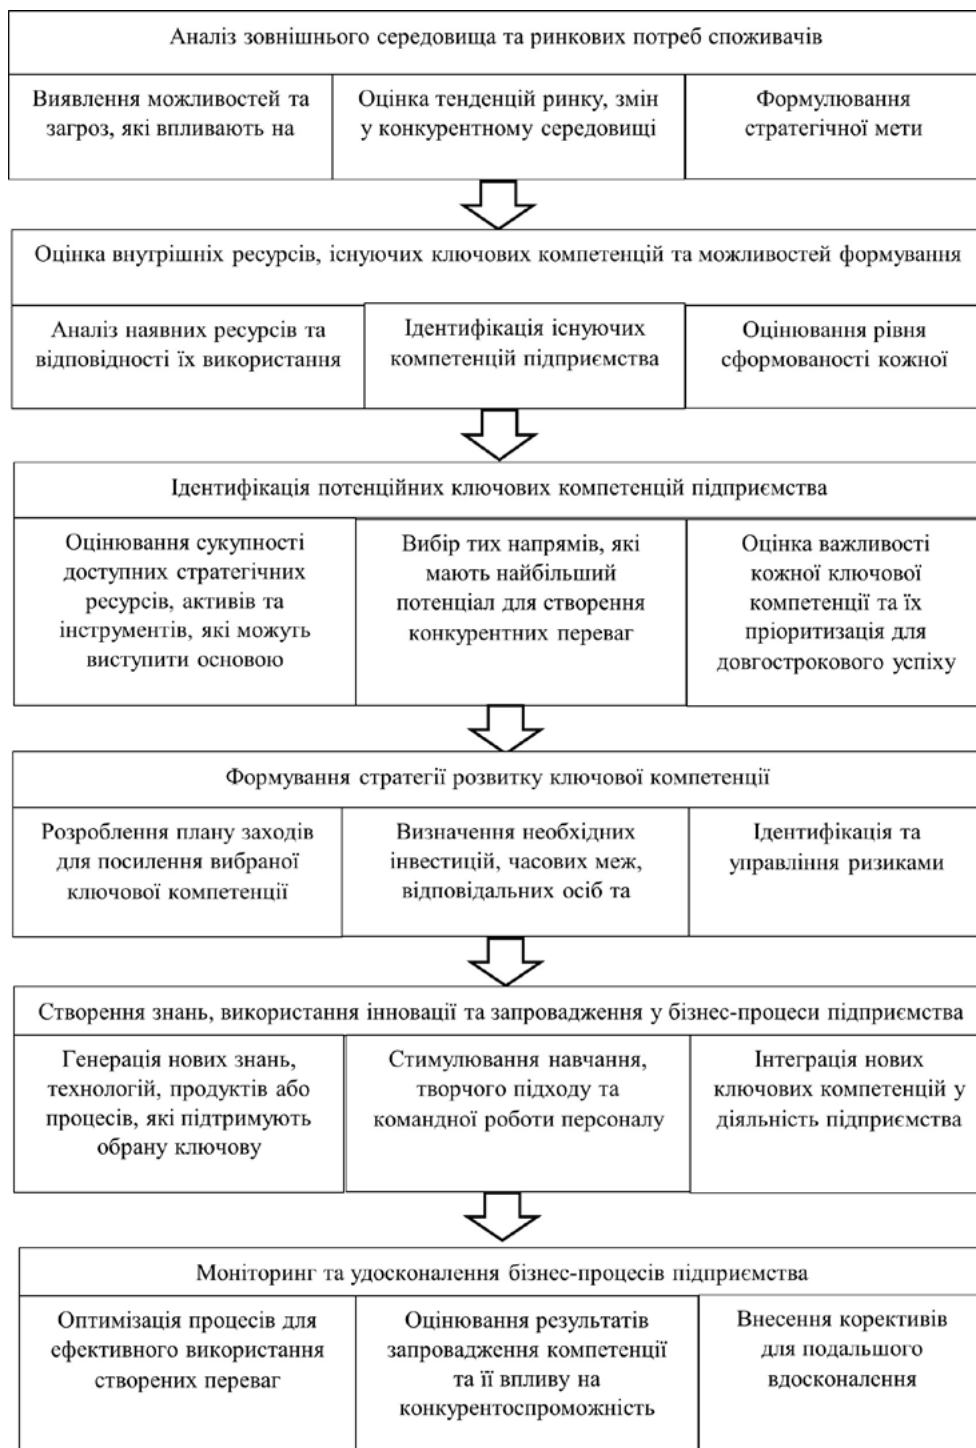 Аналіз зовнішнього середовища та ринкових потреб споживачів
Виявлення можливостей та
загроз, які впливають на
Оцінка тенденцій ринку, змін
у конкурентному середовищі
Формулювання
стратегічної мети
Оцінка внутрішніх ресурсів, існуючих ключових компетенцій та можливостей формування
Аналіз наявних ресурсів та
відповідності їх використання
Ідентифікація існуючих
компетенцій підприємства
Оцінювання рівня
сформованості кожної
Ідентифікація потенційних ключових компетенцій підприємства
Оцінювання сукупності
доступних стратегічних
ресурсів, активів та
інструментів, які можуть
виступити основою
Вибір тих напрямів, які
мають найбільший
потенціал для створення
конкурентних переваг
Оцінка важливості
кожної ключової
компетенції та їх
пріоритизація для
довгострокового успіху
Формування стратегії розвитку ключової компетенції
Розроблення плану заходів
для посилення вибраної
ключової компетенції
Визначення необхідних
інвестицій, часових меж,
відповідальних осіб та
Ідентифікація та
управління ризиками
Створення знань, використання інновації та запровадження у бізнес-процеси підприємства
Генерація нових знань,
технологій, продуктів або
процесів, які підтримують
обрану ключову
Стимулювання навчання,
творчого підходу та
командної роботи персоналу
Інтеграція нових
ключових компетенцій у
діяльність підприємства
Моніторинг та удосконалення бізнес-процесів підприємства
Оптимізація процесів для
ефективного використання
створених переваг
Оцінювання результатів
запровадження компетенції
та її впливу на
конкурентоспроможність
Внесення корективів
для подальшого
вдосконалення